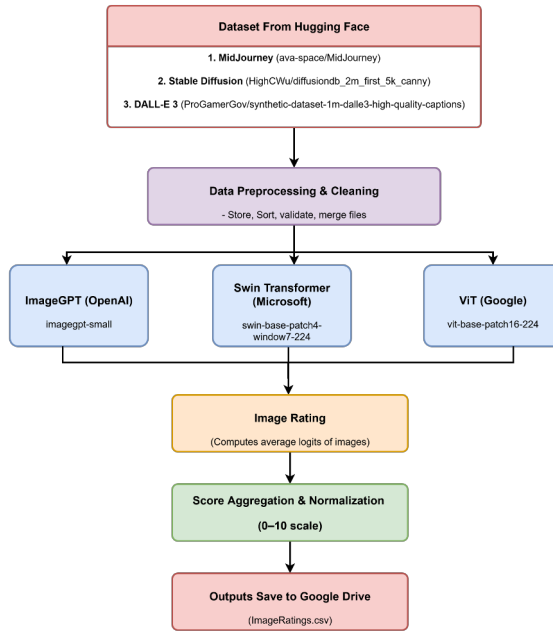 Dataset From Hugging Face
1. MidJourney (ava-space/MidJourney)
2. Stable Diffusion (HighCWu/diffusiondb_2m_first_5k_canny)
3. DALL-E 3 (ProGamerGov/synthetic-dataset-1m-dalle3-high-quality-captions)
Data Preprocessing & Cleaning
- Store, Sort, validate, merge files
ImageGPT (OpenAI)
imagegpt-small
Swin Transformer
(Microsoft)
swin-base-patch4-
window7-224
ViT (Google)
vit-base-patch16-224
Image Rating
(Computes average logits of images)
Score Aggregation & Normalization
(0–10 scale)
Outputs Save to Google Drive
(ImageRatings.csv)